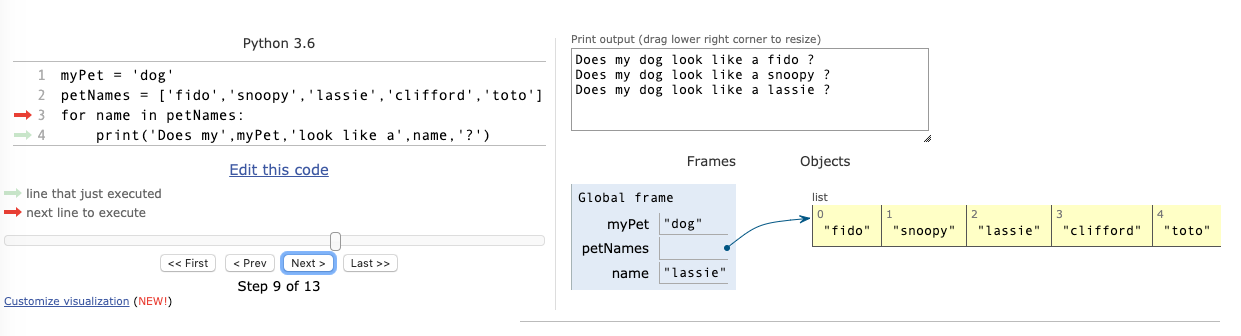 Python 3.6
1 myPet = 'dog'
2 petNames = ['fido','snoopy','lassie','clifford','toto']
3 for name in petNames:
4     print('Does my',myPet,'look like a',name,'?')
Edit this code
line that just executed
next line to execute
<< First < Prev Next > Last >>
Step 9 of 13
Customize visualization (NEW!)
Print output (drag lower right corner to resize)
Does my dog look like a fido ?
Does my dog look like a snoopy ?
Does my dog look like a lassie ?
Frames Objects
Global frame
myPet "dog"
petNames
name "lassie"
list
0 1 2 3 4
"fido" "snoopy" "lassie" "clifford" "toto"